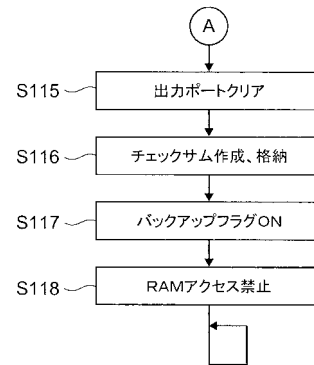 A
S115 出力ポートクリア
S116 チェックサム作成、格納
S117 バックアップフラグON
S118 RAMアクセス禁止